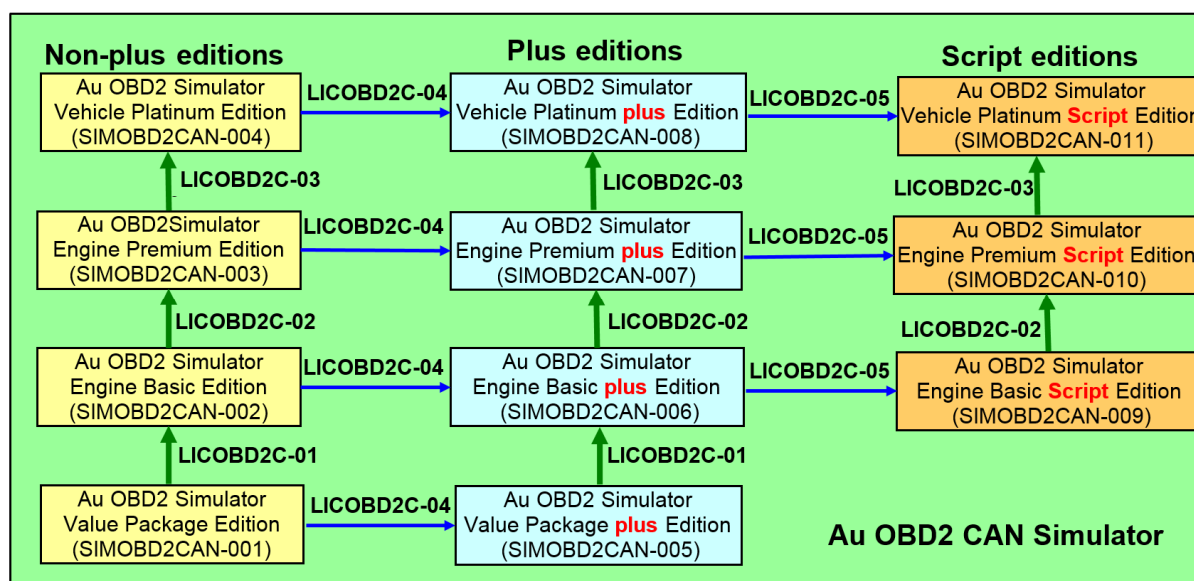 Non-plus editions
Plus editions
Script editions
Au OBD2 Simulator
Vehicle Platinum Edition
(SIMOBD2CAN-004)
LICOBD2C-04
Au OBD2 Simulator
Vehicle Platinum plus Edition
(SIMOBD2CAN-008)
LICOBD2C-05
Au OBD2 Simulator
Vehicle Platinum Script Edition
(SIMOBD2CAN-011)
LICOBD2C-03
LICOBD2C-03
LICOBD2C-03
Au OBD2Simulator
Engine Premium Edition
(SIMOBD2CAN-003)
LICOBD2C-04
Au OBD2 Simulator
Engine Premium plus Edition
(SIMOBD2CAN-007)
LICOBD2C-05
Au OBD2 Simulator
Engine Premium Script Edition
(SIMOBD2CAN-010)
LICOBD2C-02
LICOBD2C-02
LICOBD2C-02
Au OBD2 Simulator
Engine Basic Edition
(SIMOBD2CAN-002)
LICOBD2C-04
Au OBD2 Simulator
Engine Basic plus Edition
(SIMOBD2CAN-006)
LICOBD2C-05
Au OBD2 Simulator
Engine Basic Script Edition
(SIMOBD2CAN-009)
LICOBD2C-01
LICOBD2C-01
Au OBD2 Simulator
Value Package Edition
(SIMOBD2CAN-001)
LICOBD2C-04
Au OBD2 Simulator
Value Package plus Edition
(SIMOBD2CAN-005)
Au OBD2 CAN Simulator